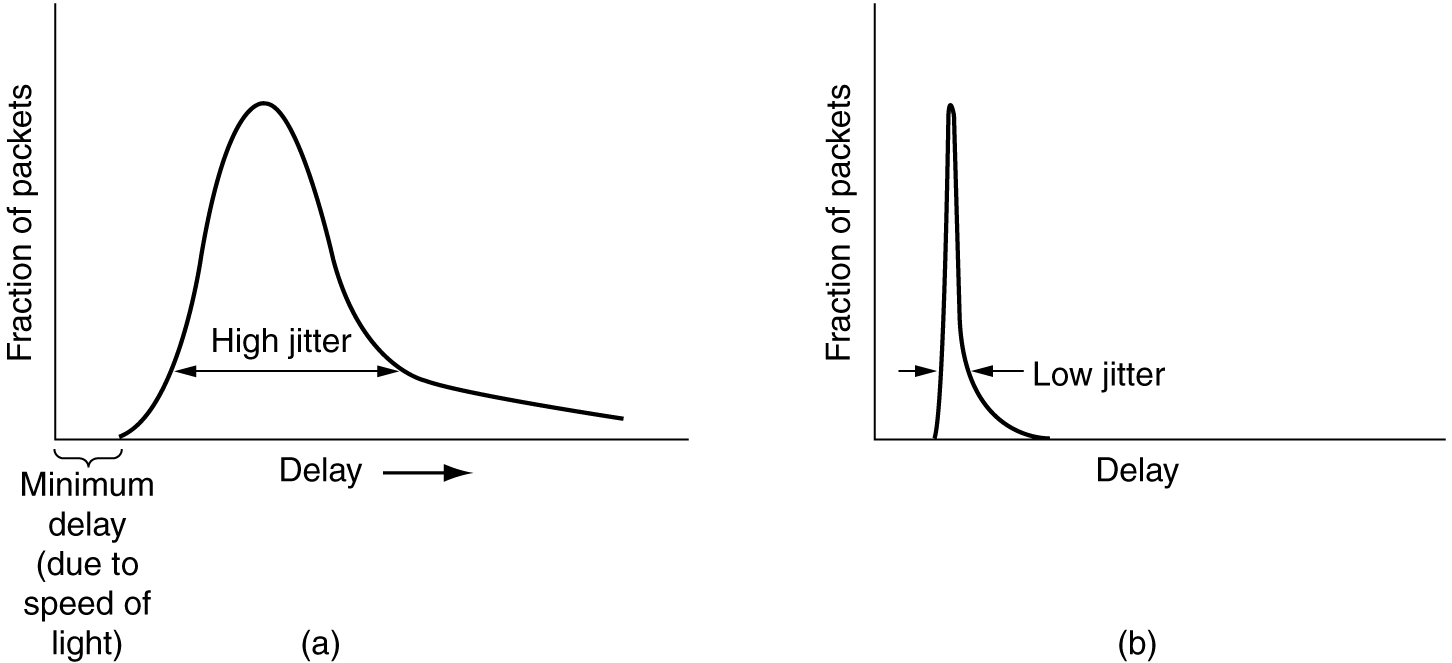 Fraction of packets
High jitter
Delay
Minimum
delay
(due to
speed of
light)
(a)
Fraction of packets
Low jitter
Delay
(b)